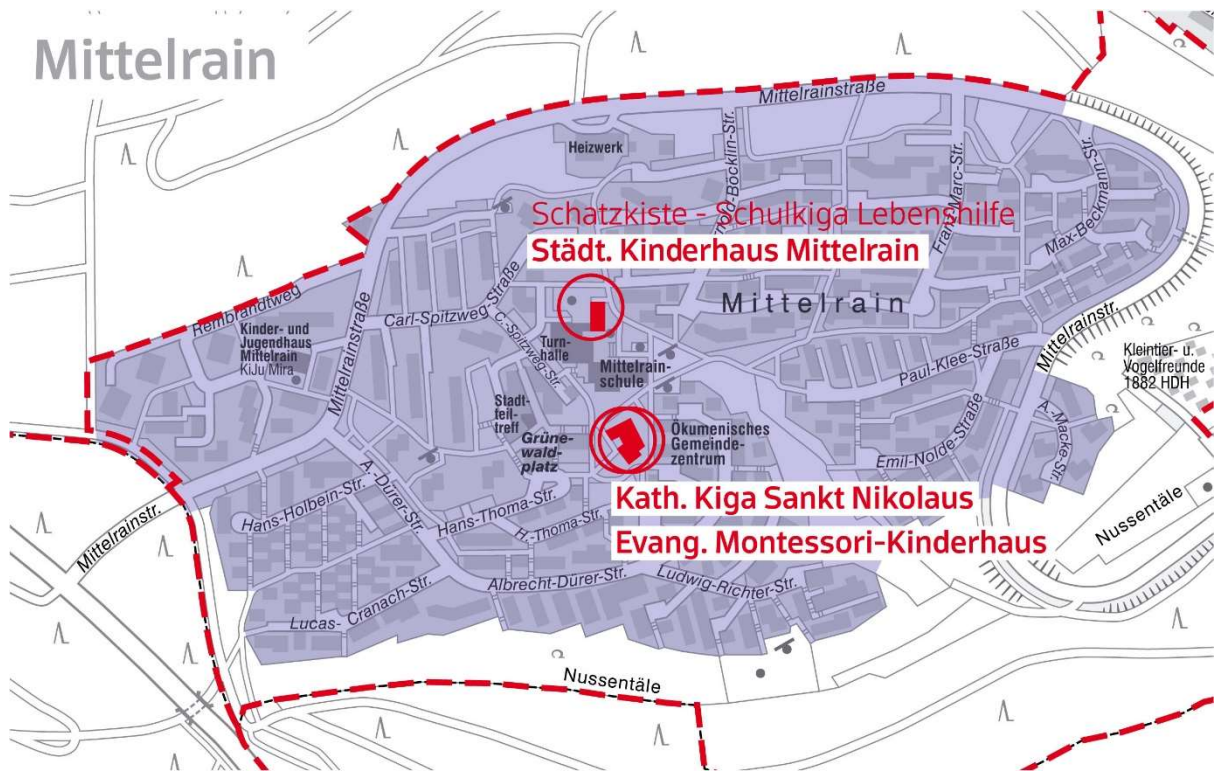 Mittelrain
Mittelrainstraße
Heizwerk
Arnold-Böcklin-Str.
Franz-Marc-Str.
Max-Beckmann-Str.
Schatzkiste - Schulkiga Lebenshilfe
Städt. Kinderhaus Mittelrain
Rembrandtweg
Carl-Spitzweg-Straße
C.-Spitzweg-Str.
Mittelrain
Mittelrainstr.
Kinder- und
Jugendhaus
Mittelrain
KiJu Mira
Mittelrainstraße
Turn-
halle
Mittelrain-
schule
Paul-Klee-Straße
Kleintier- u.
Vogelfreunde
1882 HDH
Stadt-
teil-
treff
Grüne-
wald-
platz
Ökumenisches
Gemeinde-
zentrum
Emil-Nolde-Straße
A.-Macke-Str.
A.-Dürer-Str.
Hans-Holbein-Str.
Hans-Thoma-Str.
H.-Thoma-Str.
Kath. Kiga Sankt Nikolaus
Evang. Montessori-Kinderhaus
Mittelrainstr.
Nussentäle
Albrecht-Dürer-Str.
Ludwig-Richter-Str.
Lucas-Cranach-Str.
Nussentäle